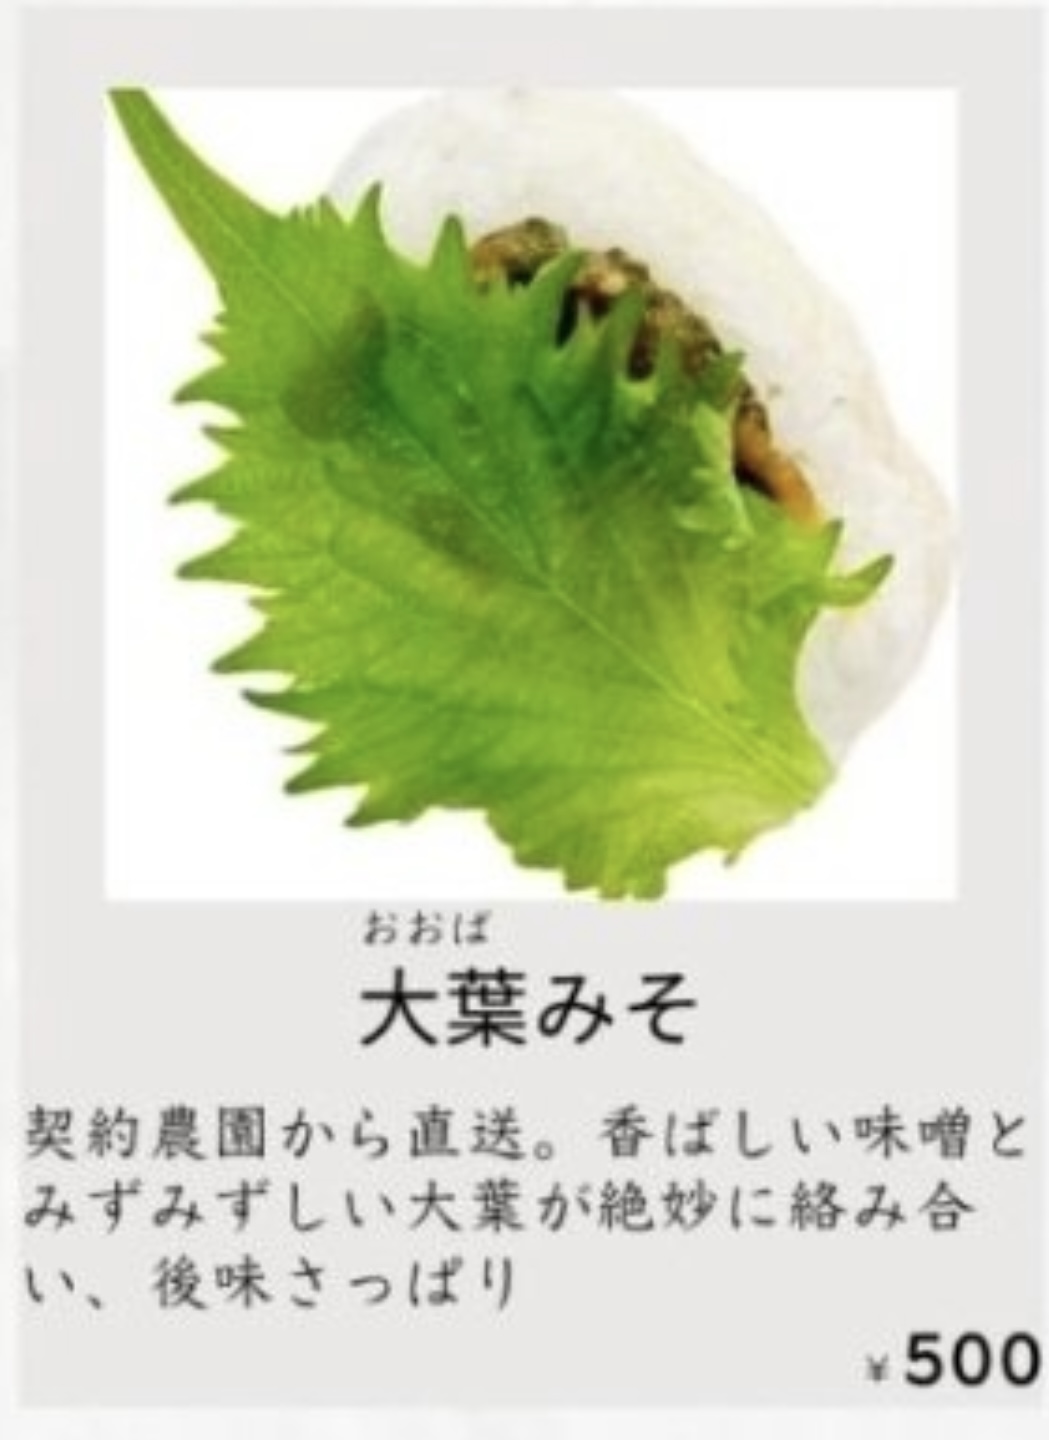 おおば
大葉みそ
契約農園から直送。香ばしい味噌と
みずみずしい大葉が絶妙に絡み合
い、後味さっぱり
¥500